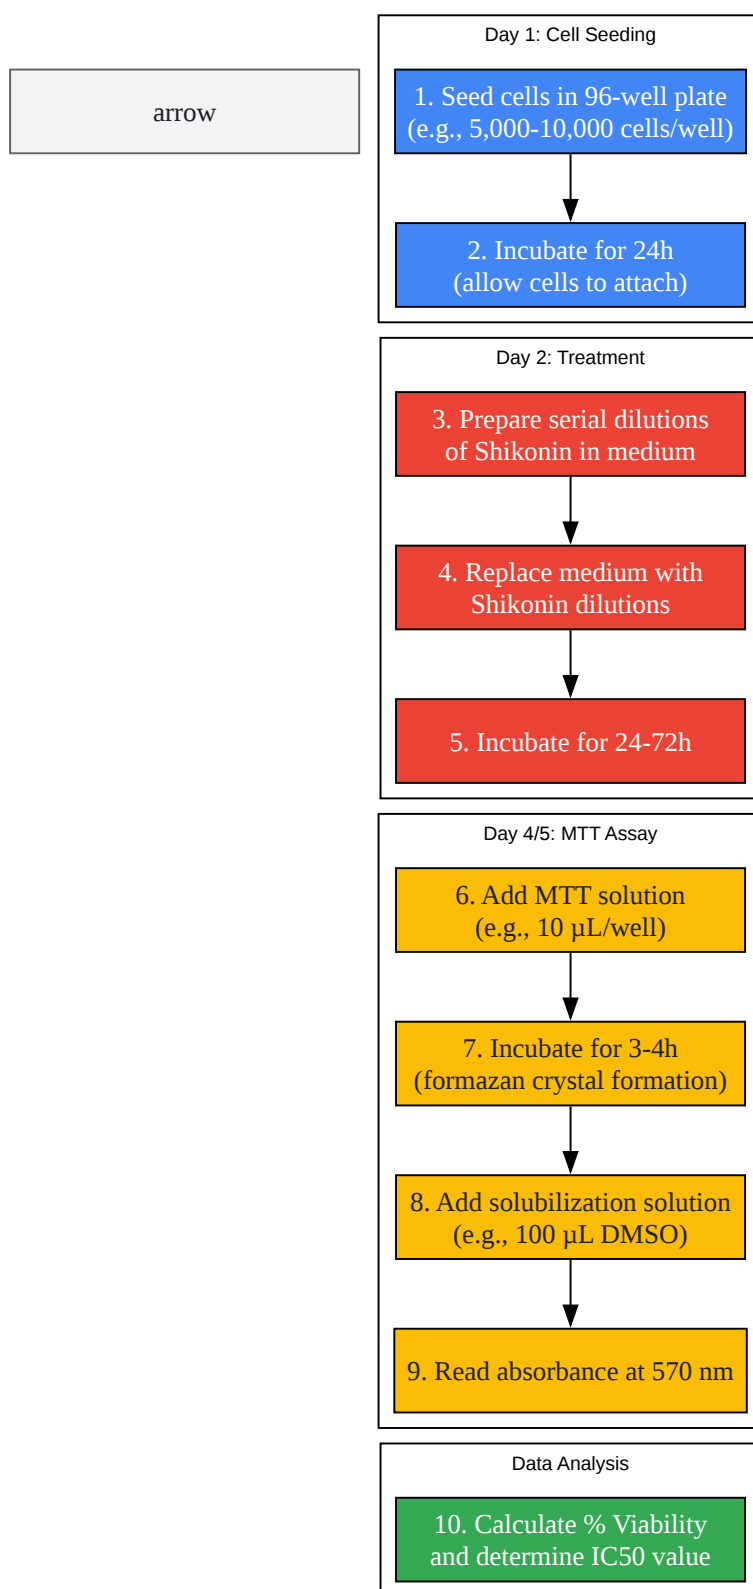 Day 1: Cell Seeding
arrow
1. Seed cells in 96-well plate
(e.g., 5,000-10,000 cells/well)
2. Incubate for 24h
(allow cells to attach)
Day 2: Treatment
3. Prepare serial dilutions
of Shikonin in medium
4. Replace medium with
Shikonin dilutions
5. Incubate for 24-72h
Day 4/5: MTT Assay
6. Add MTT solution
(e.g., 10 µL/well)
7. Incubate for 3-4h
(formazan crystal formation)
8. Add solubilization solution
(e.g., 100 µL DMSO)
9. Read absorbance at 570 nm
Data Analysis
10. Calculate % Viability
and determine IC50 value